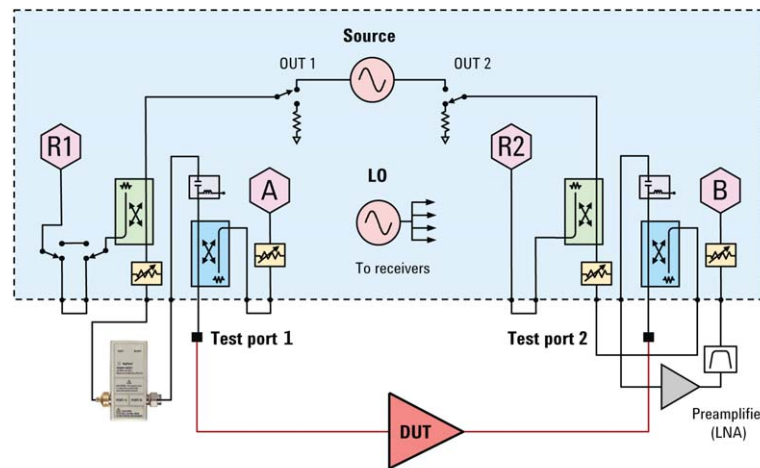 Source
OUT 1
OUT 2
R1
A
LO
R2
B
To receivers
Test port 1
Test port 2
DUT
Preamplifie
(LNA)